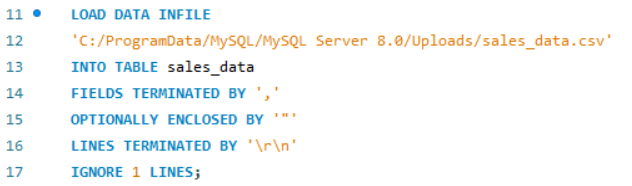 11 LOAD DATA INFILE
12 'C:/ProgramData/MySQL/MySQL Server 8.0/Uploads/sales_data.csv'
13 INTO TABLE sales_data
14 FIELDS TERMINATED BY ','
15 OPTIONALLY ENCLOSED BY '"'
16 LINES TERMINATED BY '\r\n'
17 IGNORE 1 LINES;